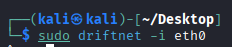 ┌──(kali㉿kali)-[~/Desktop]
└─$ sudo driftnet -i eth0